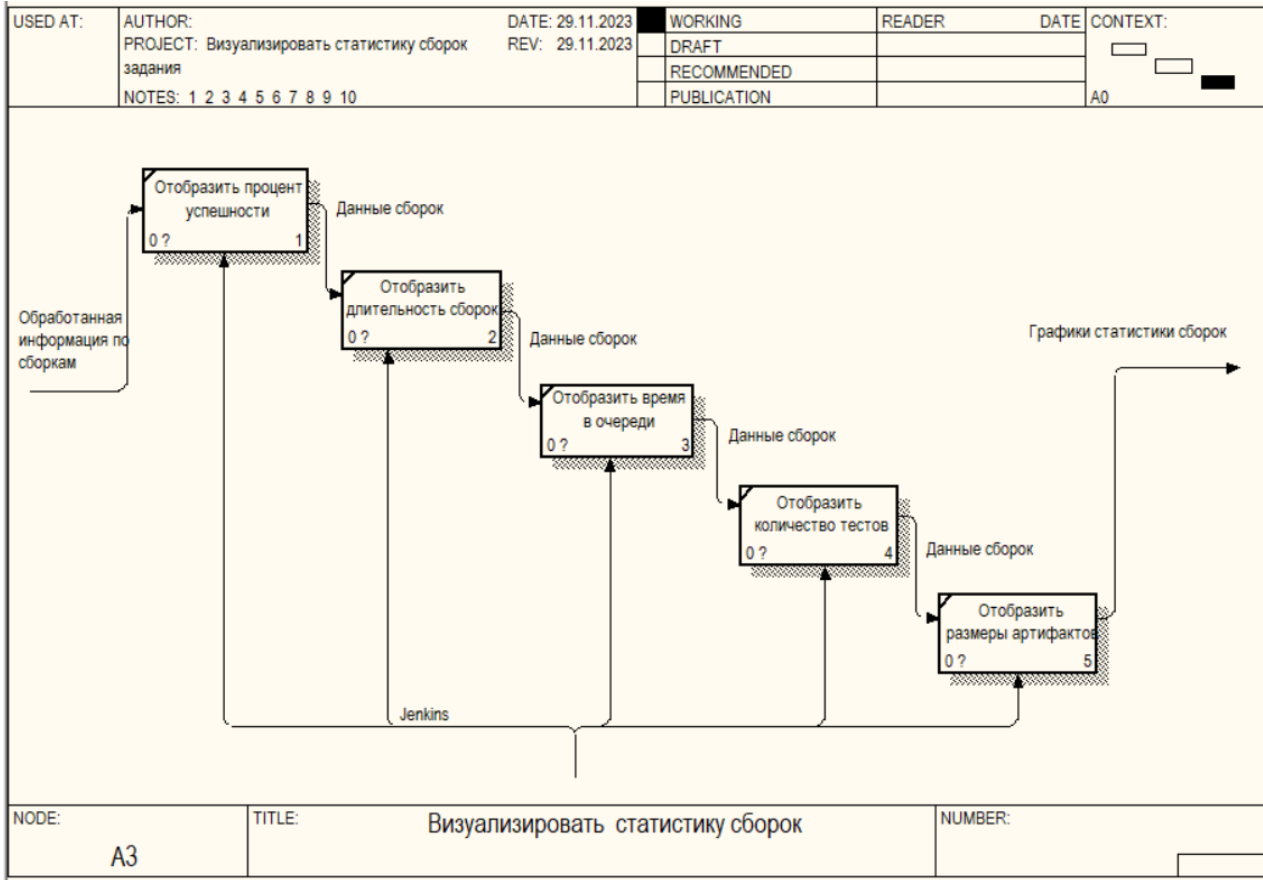 USED AT:
AUTHOR:
DATE: 29.11.2023
PROJECT: Визуализировать статистику сборок
задания
REV: 29.11.2023
NOTES: 1 2 3 4 5 6 7 8 9 10
WORKING
DRAFT
RECOMMENDED
PUBLICATION
READER
DATE
CONTEXT:
A0
Отобразить процент
успешности
0 ?
1
Данные сборок
Отобразить
длительность сборок
0 ?
2
Обработанная
информация по
сборкам
Данные сборок
Графики статистики сборок
Отобразить время
в очереди
0 ?
3
Данные сборок
Отобразить
количество тестов
0 ?
4
Данные сборок
Отобразить
размеры артифактов
0 ?
5
Jenkins
NODE:
A3
TITLE:
Визуализировать статистику сборок
NUMBER: